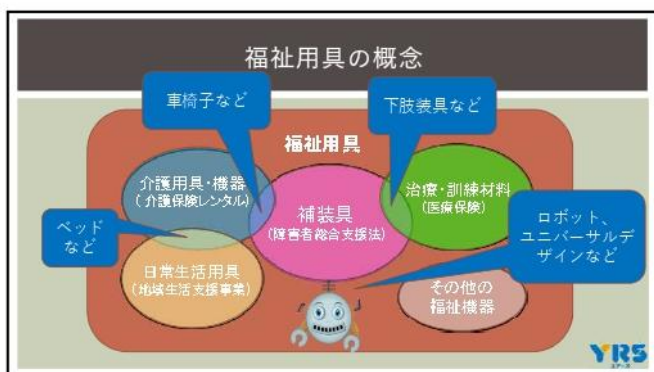 福祉用具の概念
車椅子など
下肢装具など
福祉用具
介護用具・機器
(介護保険レンタル)
補装具
(障害者総合支援法)
治療・訓練材料
(医療保険)
ベッド
など
ロボット、
ユニバーサルデ
ザインなど
日常生活用具
(地域生活支援事業)
その他の
福祉機器
YRS